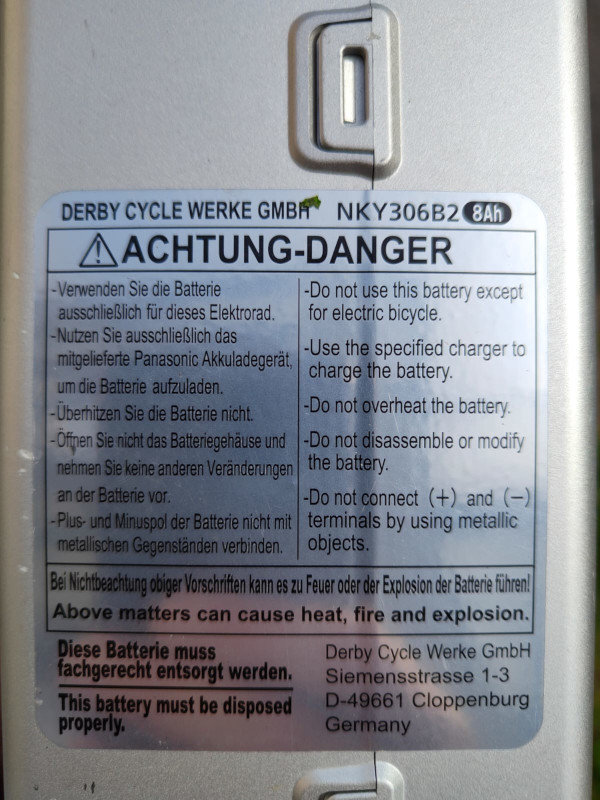 DERBY CYCLE WERKE GMBH NKY306B2 8Ah
ACHTUNG-DANGER
-Verwenden Sie die Batterie
ausschließlich für dieses Elektrorad.
-Nutzen Sie ausschließlich das
mitgelieferte Panasonic Akkuladegerät,
um die Batterie aufzuladen.
-Überhitzen Sie die Batterie nicht.
-Öffnen Sie nicht das Batteriegehäuse und
nehmen Sie keine anderen Veränderungen
an der Batterie vor.
-Plus- und Minuspol der Batterie nicht mit
metallischen Gegenständen verbinden.
-Do not use this battery except
for electric bicycle.
-Use the specified charger to
charge the battery.
-Do not overheat the battery.
-Do not disassemble or modify
the battery.
-Do not connect (+) and (-)
terminals by using metallic
objects.
Bei Nichtbeachtung obiger Vorschriften kann es zu Feuer oder der Explosion der Batterie führen!
Above matters can cause heat, fire and explosion.
Diese Batterie muss
fachgerecht entsorgt werden.
This battery must be disposed
properly.
Derby Cycle Werke GmbH
Siemensstrasse 1-3
D-49661 Cloppenburg
Germany